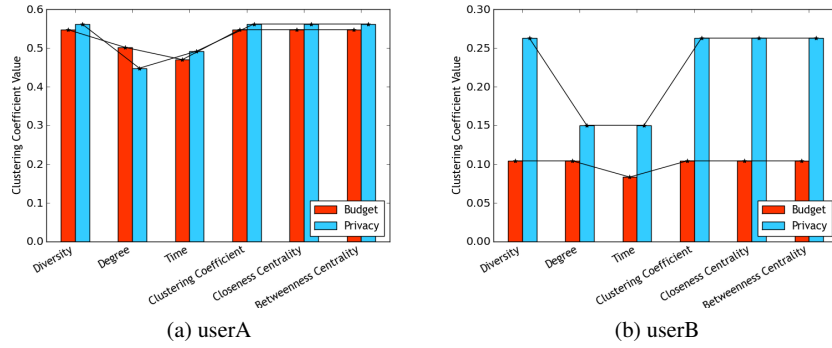 0.6
0.5
0.4
0.3
0.2
0.1
0.0
Clustering Coefficient Value
Diversity
Degree
Time
Clustering Coefficient
Closeness Centrality
Betweenness Centrality
Budget
Privacy
(a) userA
0.30
0.25
0.20
0.15
0.10
0.05
0.00
Clustering Coefficient Value
Diversity
Degree
Time
Clustering Coefficient
Closeness Centrality
Betweenness Centrality
Budget
Privacy
(b) userB